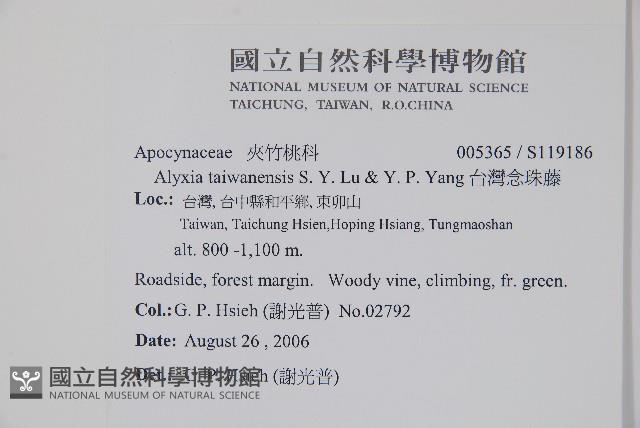 國立自然科學博物館
NATIONAL MUSEUM OF NATURAL SCIENCE
TAICHUNG, TAIWAN, R.O.CHINA
Apocynaceae 夾竹桃科 005365 / S119186
Alyxia taiwanensis S. Y. Lu & Y. P. Yang 台灣念珠藤
Loc.: 台灣, 台中縣和平鄉, 東卯山
Taiwan, Taichung Hsien,Hoping Hsiang, Tungmaoshan
alt. 800 -1,100 m.
Roadside, forest margin. Woody vine, climbing, fr. green.
Col.: G. P. Hsieh (謝光普) No.02792
Date: August 26 , 2006
Det.: G. P. Hsieh (謝光普)
國立自然科學博物館
NATIONAL MUSEUM OF NATURAL SCIENCE